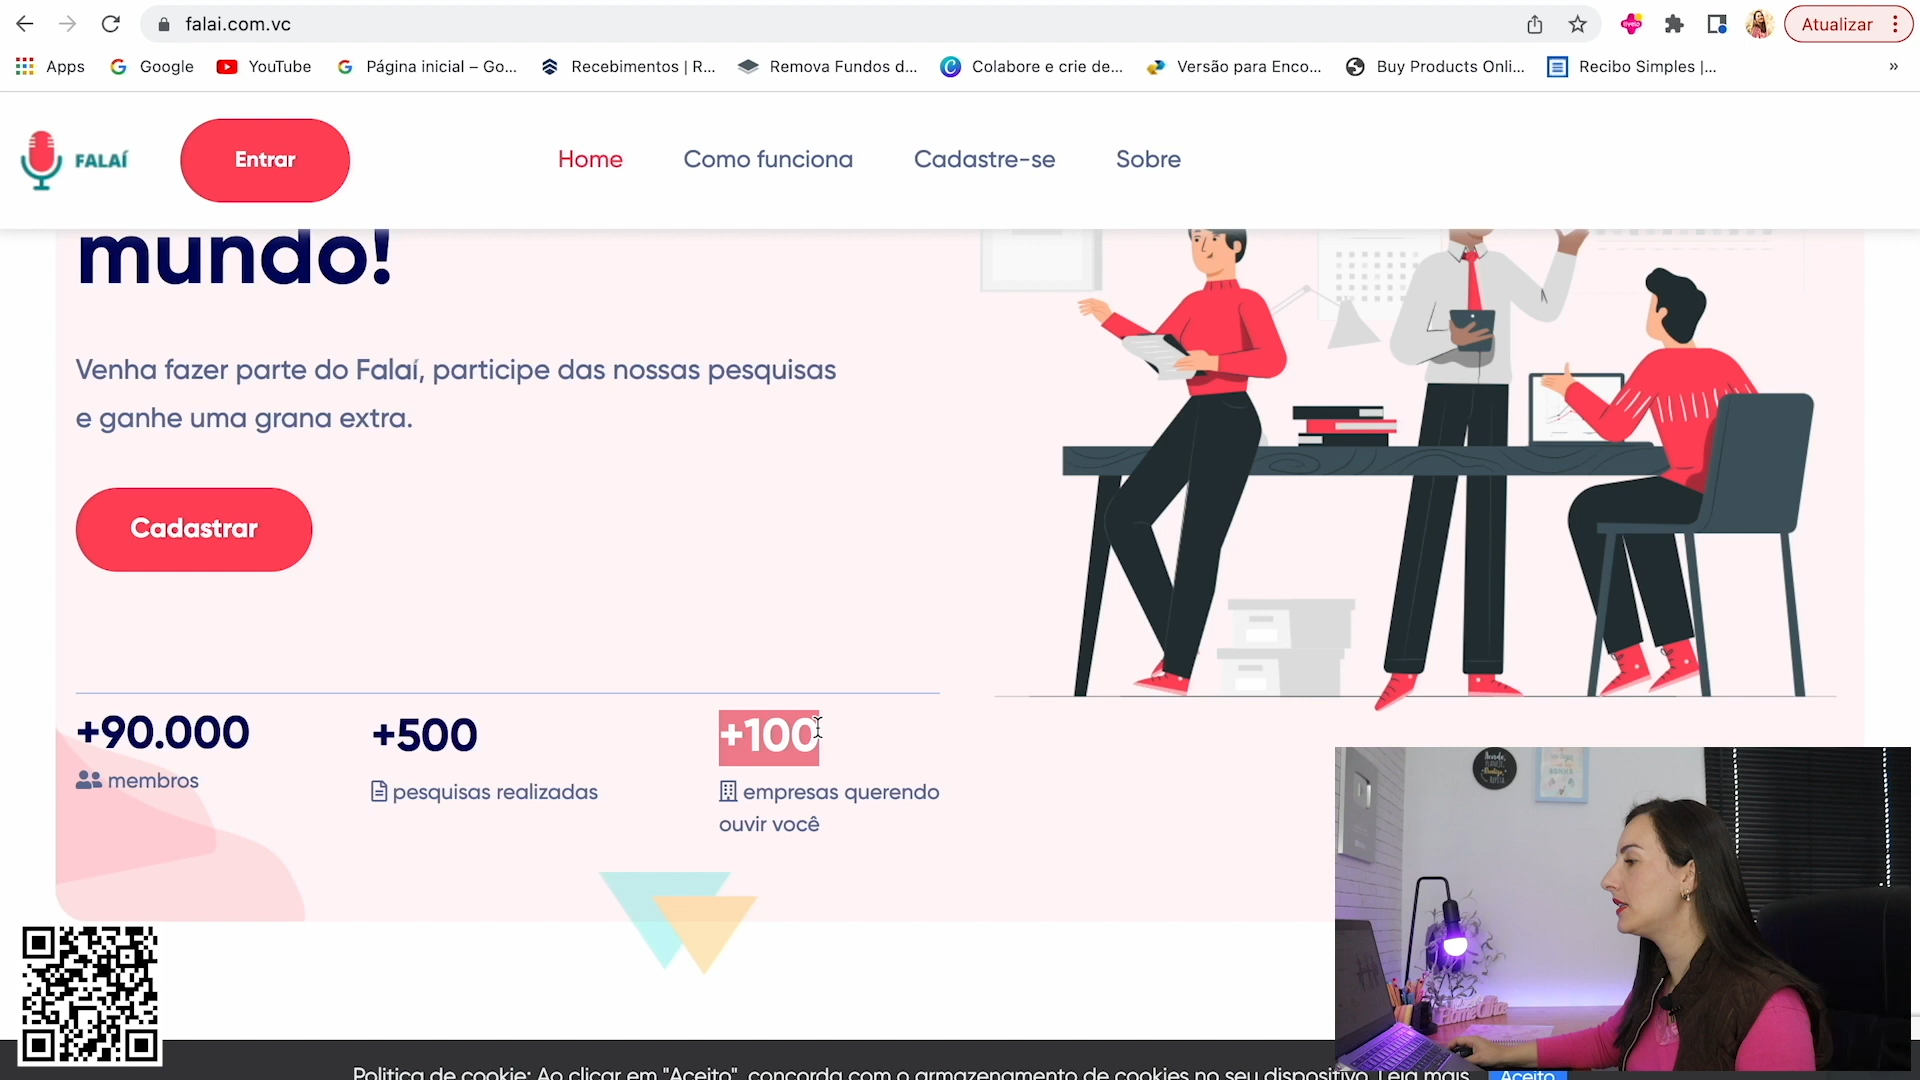 falai.com.vc
Atualizar
Apps
Google
YouTube
Página inicial – Go...
Recebimentos | R...
Remova Fundos d...
Colabore e crie de...
Versão para Enco...
Buy Products Onli...
Recibo Simples |...
»
FALAÍ
Entrar
Home
Como funciona
Cadastre-se
Sobre
mundo!
Venha fazer parte do Falaí, participe das nossas pesquisas
e ganhe uma grana extra.
Cadastrar
+90.000
membros
+500
pesquisas realizadas
+100
empresas querendo
ouvir você
Politica de cookie: Ao clicar em "Aceito", concorda com o armazenamento de cookies no seu dispositivo. Leia mais
Aceito